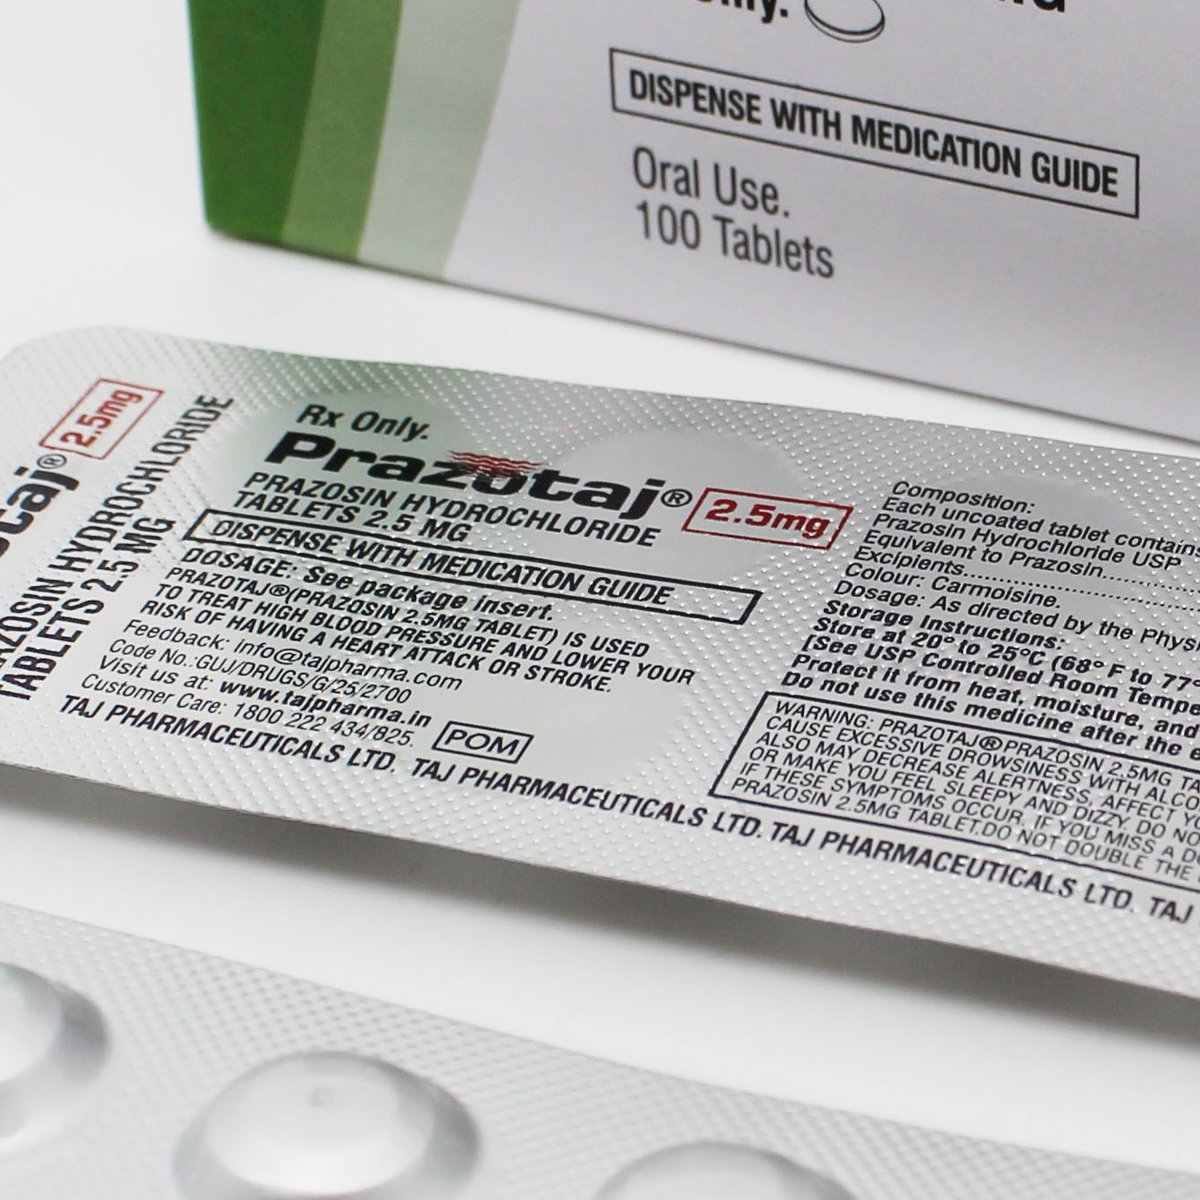 DISPENSE WITH MEDICATION GUIDE
Oral Use.
100 Tablets
2.5mg
TABLETS 2.5 MG
HYDROCHLORIDE
Rx Only.
Prazotaj® 2.5mg
PRAZOSIN HYDROCHLORIDE
TABLETS 2.5 MG
DISPENSE WITH MEDICATION GUIDE
DOSAGE: See package insert.
PRAZOTAJ®(PRAZOSIN 2.5MG TABLET) IS USED
TO TREAT HIGH BLOOD PRESSURE AND LOWER YOUR
RISK OF HAVING A HEART ATTACK OR STROKE.
Feedback: Info@tajpharma.com
Code No.:GUJ/DRUGS/G/25/2700
Visit us at: www.tajpharma.in
Customer Care: 1800 222 434/825.
POM
TAJ PHARMACEUTICALS LTD. TAJ PHARMACEUTICALS LTD. TAJ PHARMACEUTICALS LTD. TAJ
Composition:
Each uncoated tablet
Prazosin Hydrochloride USP
Equivalent to Prazosin
Excipients
Colour: Carmoisine.
Dosage: As directed by the
Storage Instructions:
Store at 20° to 25°C (68° F to 77°
[See USP Controlled Room
Protect it from heat, moisture, and
Do not use this medicine after the
WARNING: PRAZOTAJ®PRAZOSIN 2.5MG
CAUSE EXCESSIVE DROWSINESS WITH
ALSO MAY DECREASE ALERTNESS, AFFECT
OR MAKE YOU FEEL SLEEPY AND DIZZY. DO
IF THESE SYMPTOMS OCCUR. IF YOU MISS A
PRAZOSIN 2.5MG TABLET.DO NOT DOUBLE THE